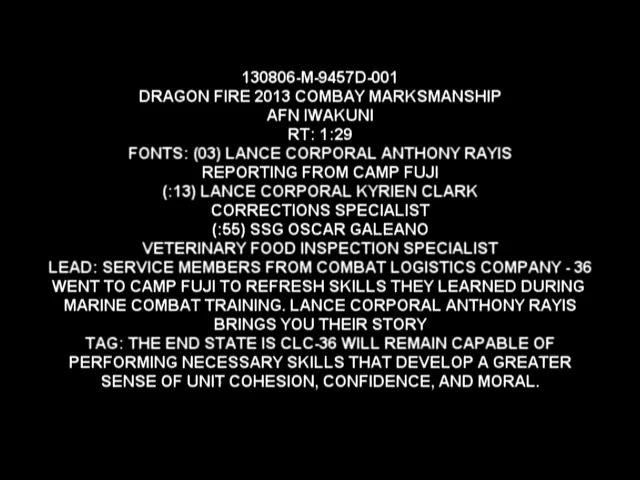 130806-M-9457D-001
DRAGON FIRE 2013 COMBAY MARKSMANSHIP
AFN IWAKUNI
RT: 1:29
FONTS: (03) LANCE CORPORAL ANTHONY RAYIS
REPORTING FROM CAMP FUJI
(:13) LANCE CORPORAL KYRIEN CLARK
CORRECTIONS SPECIALIST
(:55) SSG OSCAR GALEANO
VETERINARY FOOD INSPECTION SPECIALIST
LEAD: SERVICE MEMBERS FROM COMBAT LOGISTICS COMPANY - 36
WENT TO CAMP FUJI TO REFRESH SKILLS THEY LEARNED DURING
MARINE COMBAT TRAINING. LANCE CORPORAL ANTHONY RAYIS
BRINGS YOU THEIR STORY
TAG: THE END STATE IS CLC-36 WILL REMAIN CAPABLE OF
PERFORMING NECESSARY SKILLS THAT DEVELOP A GREATER
SENSE OF UNIT COHESION, CONFIDENCE, AND MORAL.